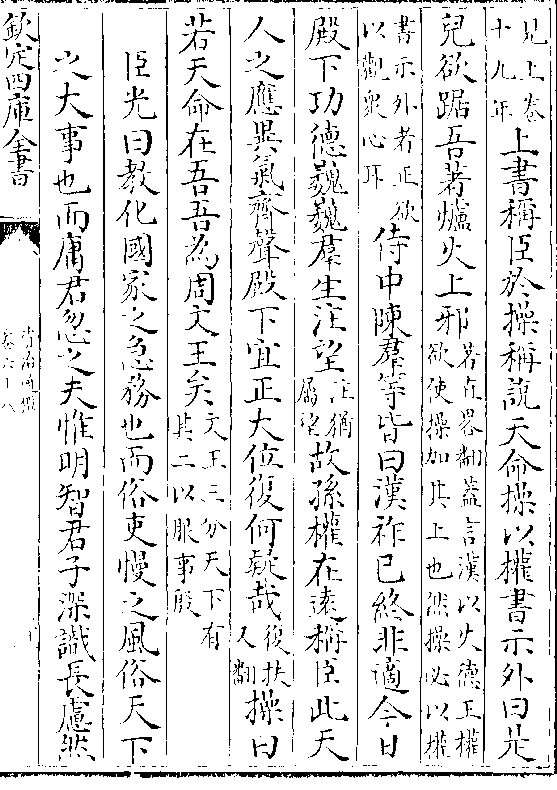 見上卷十九年上書稱臣於操稱說天命操以權書示外曰是
兒欲踞吾著爐火上邪著直畧翻蓋言漢以火德王權欲使操加其上也然操必以權
書示外者正欲以觀衆心耳侍中陳羣等皆曰漢祚已終非適今日
殿下功德巍巍羣生注望注猶屬望故孫權在遠稱臣此天
人之應異氣齊聲殿下宜正大位復何疑哉復扶又翻操曰
若天命在吾吾為周文王矣文王三分天下有其二以服事殷
臣光曰教化國家之急務也而俗吏慢之風俗天下
之大事也而庸君忽之夫惟明智君子深識長慮然
欽定四庫全書
資治通鑑
卷六十八